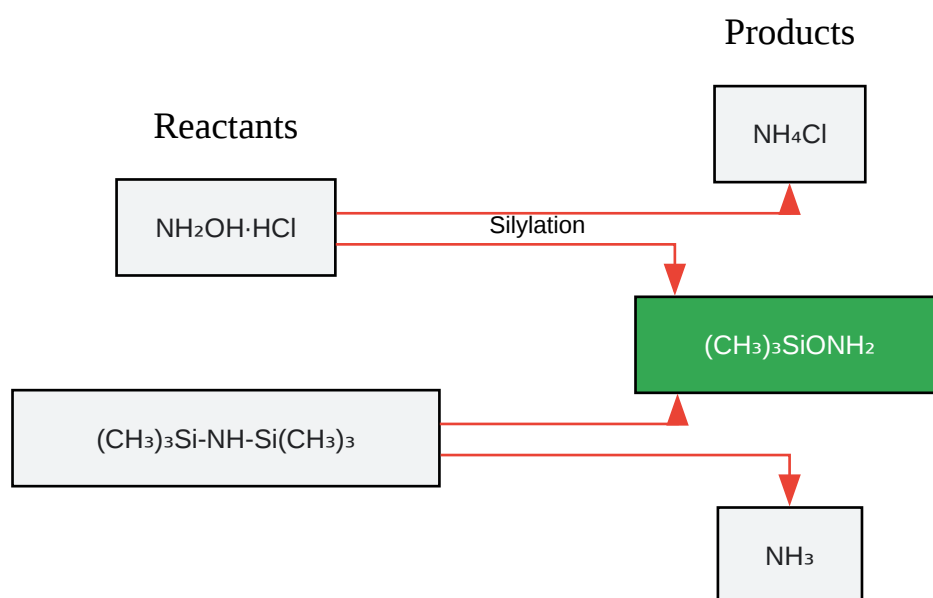 Products
NH₄Cl
Reactants
NH₂OH·HCl
Silylation
(CH₃)₃SiONH₂
(CH₃)₃Si-NH-Si(CH₃)₃
NH₃